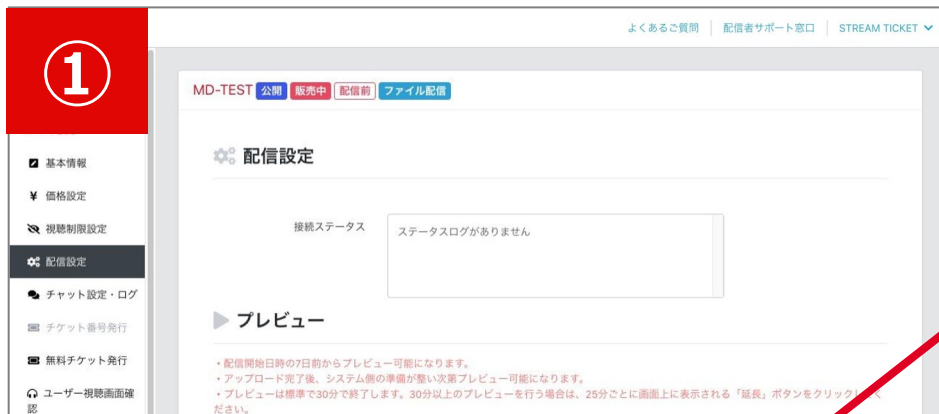 よくあるご質問 配信者サポート窓口 STREAM TICKET
①
MD-TEST 公開 販売中 配信前 ファイル配信
配信設定
基本情報
価格設定
視聴制限設定
配信設定
チャット設定・ログ
チケット番号発行
無料チケット発行
ユーザー視聴画面確
認
接続ステータス
ステータスログがありません
プレビュー
・配信開始日時の7日前からプレビュー可能になります。
・アップロード完了後、システム側の準備が整い次第プレビュー可能になります。
・プレビューは標準で30分で終了します。30分以上のプレビューを行う場合は、25分ごとに画面上に表示される「延長」ボタンをクリック
ださい。